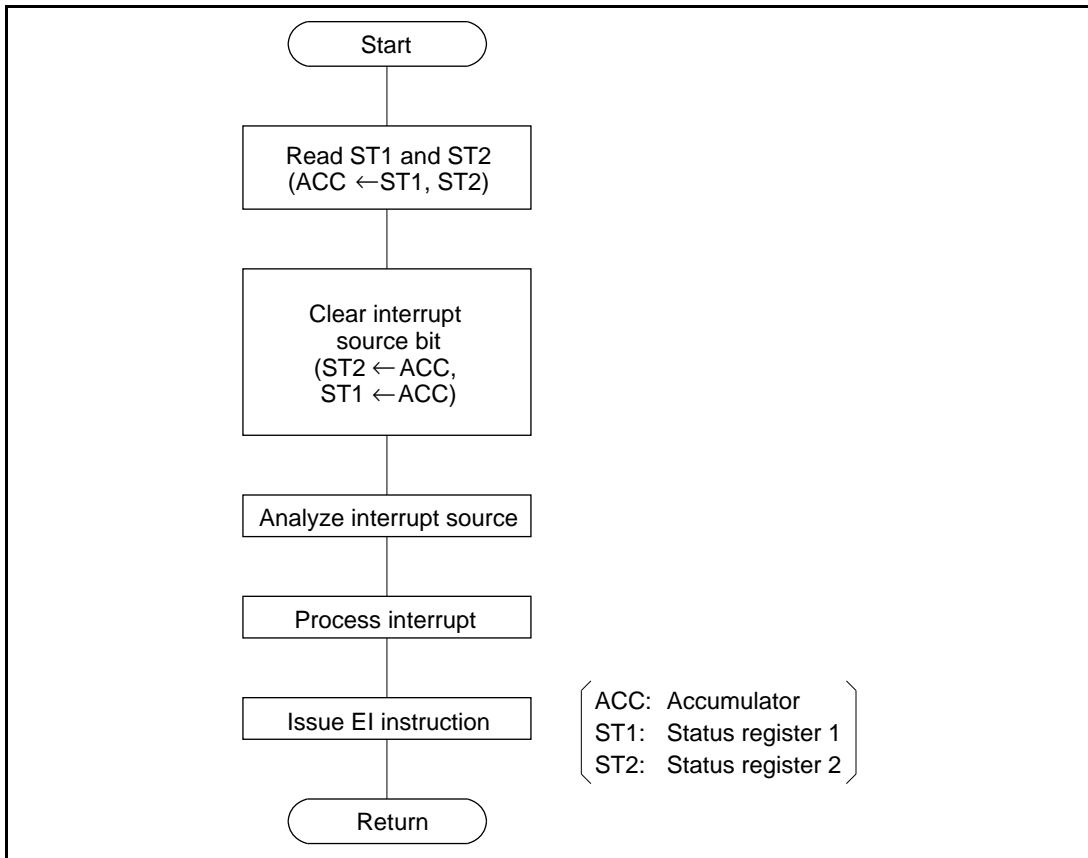 Start
Read ST1 and ST2
(ACC ←ST1, ST2)
Clear interrupt
source bit
(ST2 ←ACC,
ST1 ←ACC)
Analyze interrupt source
Process interrupt
Issue EI instruction
ACC: Accumulator
ST1: Status register 1
ST2: Status register 2
Return